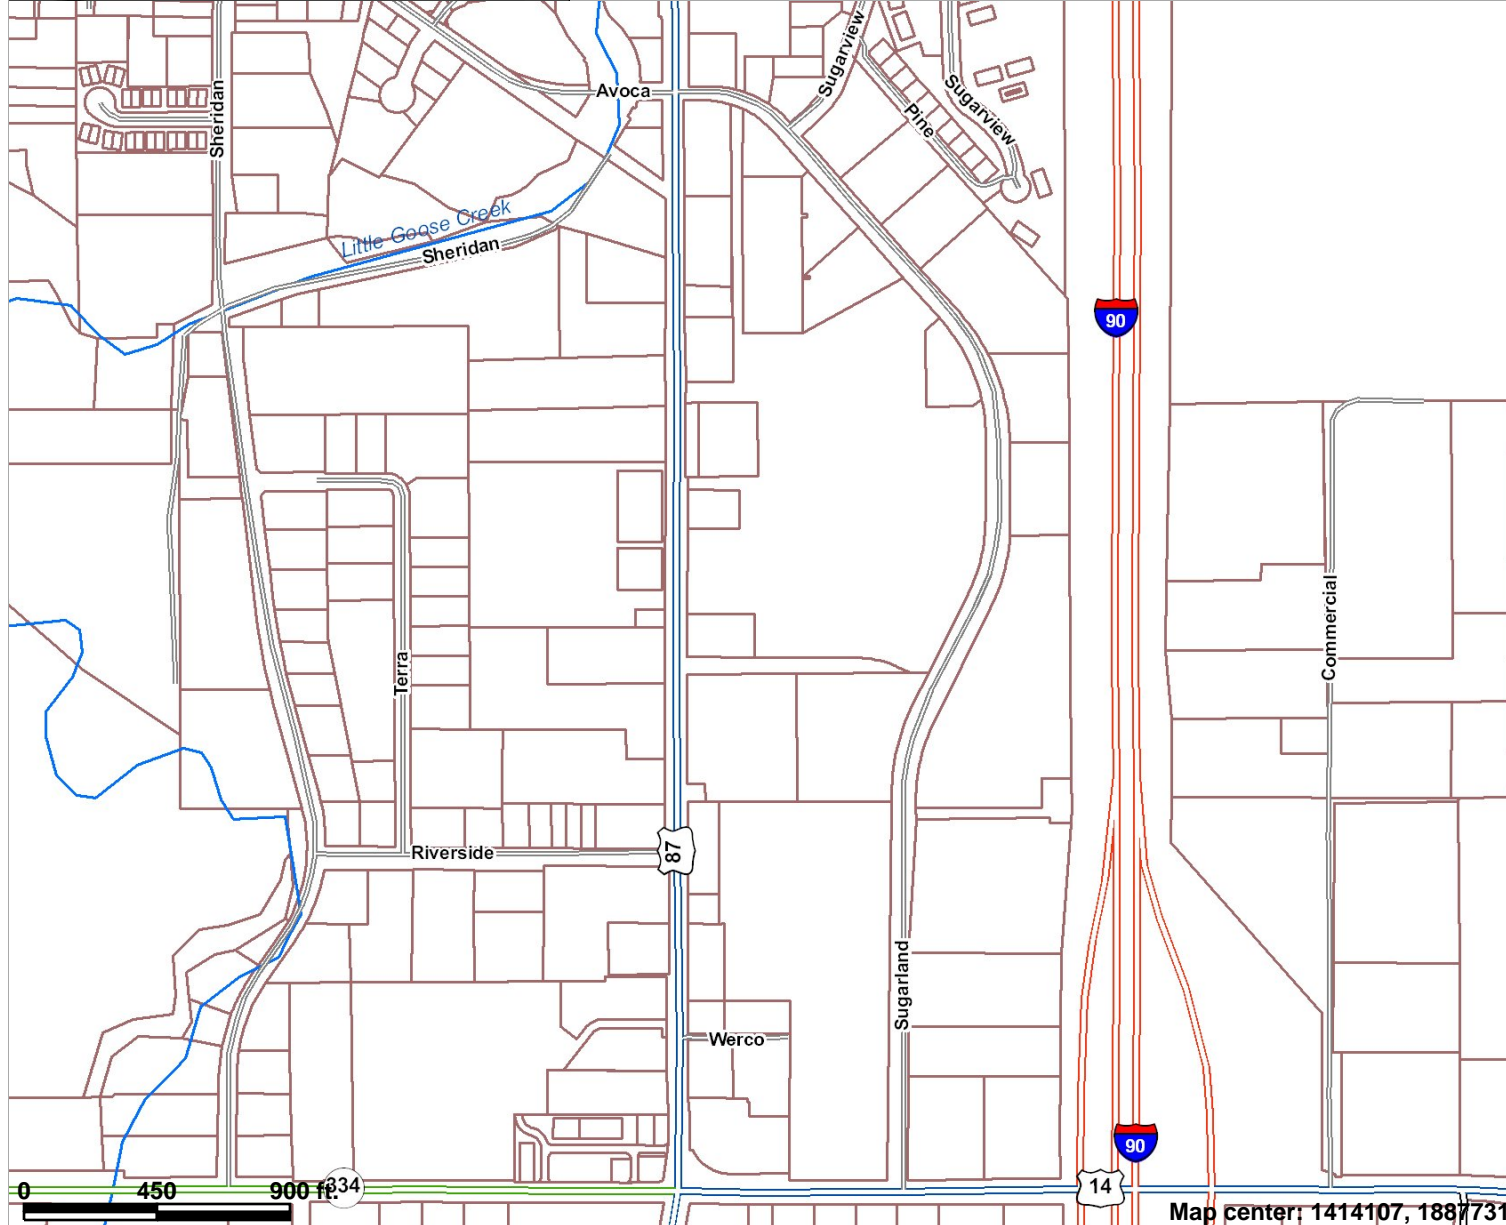 Sugarview
Sheridan
Avoca
Sugarview
Pine
Little Goose Creek
Sheridan
90
Commercial
Terra
87
Riverside
Sugarland
Werco
90
14
334
0 450 900 ft.
Map center: 1414107, 1887731